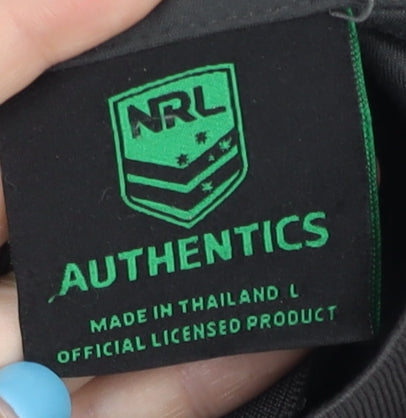 NRL
AUTHENTICS
MADE IN THAILAND L
OFFICIAL LICENSED PRODUCT